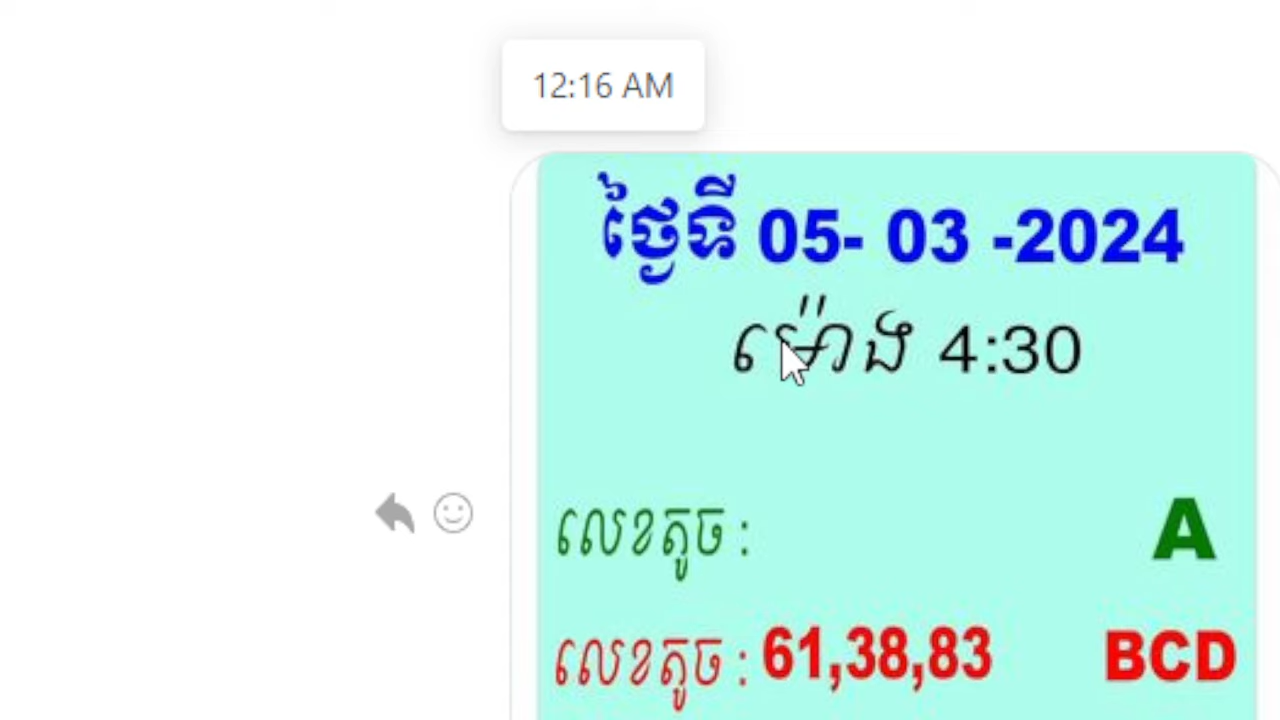 12:16 AM
ថ្ងៃទី 05- 03 -2024
ម៉ោង 4:30
លេខតូច : A
លេខតូច : 61,38,83 BCD